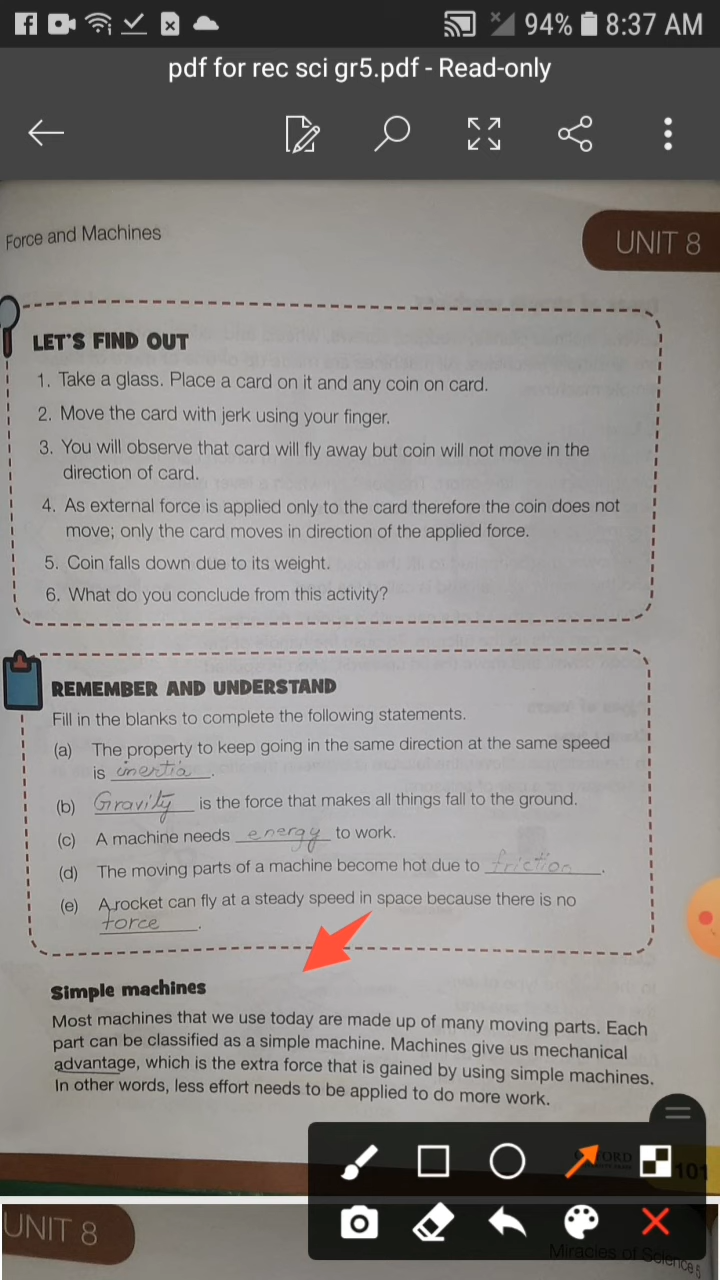 94% 8:37 AM
pdf for rec sci gr5.pdf - Read-only
Force and Machines
UNIT 8
LET'S FIND OUT
1. Take a glass. Place a card on it and any coin on card.
2. Move the card with jerk using your finger.
3. You will observe that card will fly away but coin will not move in the
direction of card.
4. As external force is applied only to the card therefore the coin does not
move; only the card moves in direction of the applied force.
5. Coin falls down due to its weight.
6. What do you conclude from this activity?
REMEMBER AND UNDERSTAND
Fill in the blanks to complete the following statements.
(a) The property to keep going in the same direction at the same speed
is inertia.
(b) Gravity is the force that makes all things fall to the ground.
(c) A machine needs energy to work.
(d) The moving parts of a machine become hot due to friction.
(e) A rocket can fly at a steady speed in space because there is no
force.
Simple machines
Most machines that we use today are made up of many moving parts. Each
part can be classified as a simple machine. Machines give us mechanical
advantage, which is the extra force that is gained by using simple machines.
In other words, less effort needs to be applied to do more work.
101
UNIT 8
Miracles of Science 5